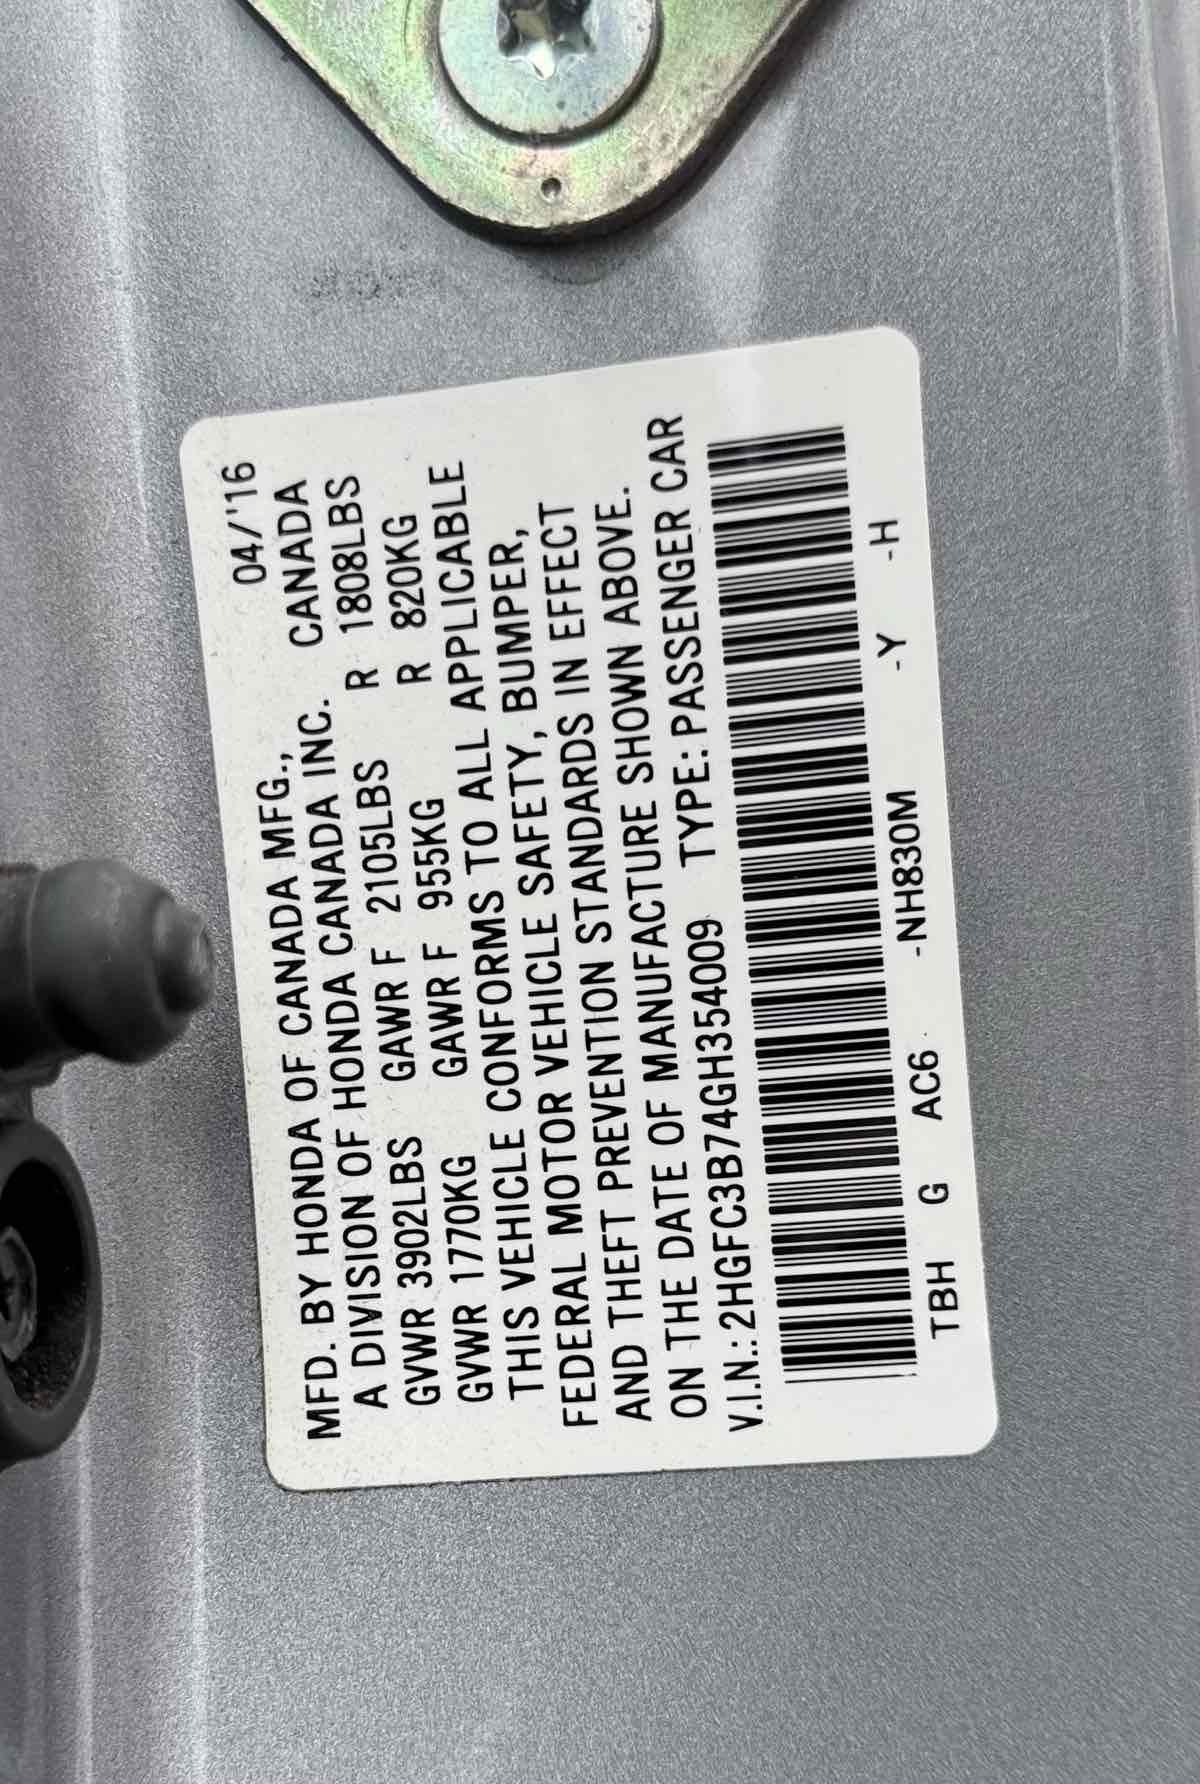 04/'16
MFD. BY HONDA OF CANADA MFG., CANADA
A DIVISION OF HONDA CANADA INC.
GVWR 3902LBS GAWR F 2105LBS R 1808LBS
GVWR 1770KG GAWR F 955KG R 820KG
THIS VEHICLE CONFORMS TO ALL APPLICABLE
FEDERAL MOTOR VEHICLE SAFETY, BUMPER,
AND THEFT PREVENTION STANDARDS IN EFFECT
ON THE DATE OF MANUFACTURE SHOWN ABOVE.
V.I.N.: 2HGFC3B74GH354009 TYPE: PASSENGER CAR
TBH G AC6 -NH830M -Y -H